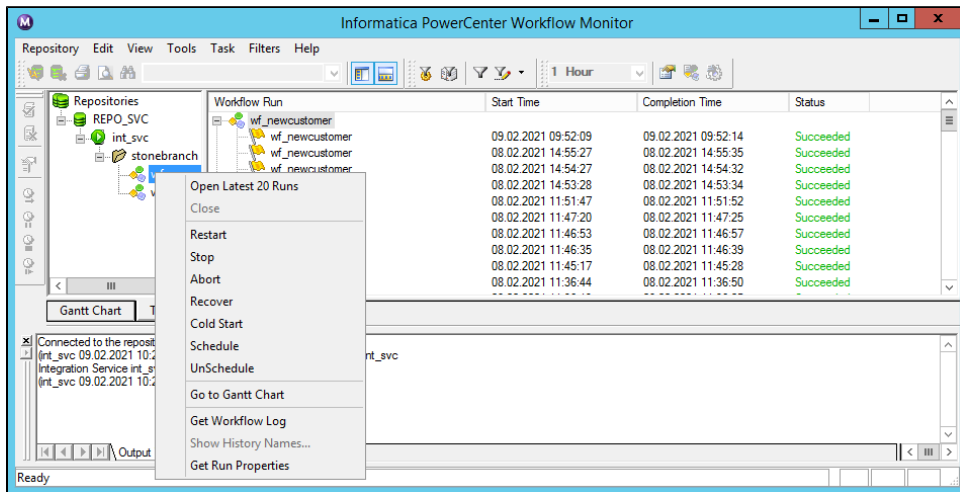 Informatica PowerCenter Workflow Monitor
Repository Edit View Tools Task Filters Help
1 Hour
Repositories
REPO_SVC
int_svc
stonebranch
Workflow Run Start Time Completion Time Status
wf_newcustomer
wf_newcustomer 09.02.2021 09:52:09 09.02.2021 09:52:14 Succeeded
wf_newcustomer 08.02.2021 14:55:27 08.02.2021 14:55:35 Succeeded
wf_newcustomer 08.02.2021 14:54:27 08.02.2021 14:54:32 Succeeded
08.02.2021 14:53:28 08.02.2021 14:53:34 Succeeded
08.02.2021 11:51:47 08.02.2021 11:51:52 Succeeded
08.02.2021 11:47:20 08.02.2021 11:47:25 Succeeded
08.02.2021 11:46:53 08.02.2021 11:46:57 Succeeded
08.02.2021 11:46:35 08.02.2021 11:46:39 Succeeded
08.02.2021 11:45:17 08.02.2021 11:45:28 Succeeded
08.02.2021 11:36:44 08.02.2021 11:36:50 Succeeded
Open Latest 20 Runs
Close
Restart
Stop
Abort
Recover
Cold Start
Schedule
UnSchedule
Go to Gantt Chart
Get Workflow Log
Show History Names...
Get Run Properties
Gantt Chart T
Connected to the reposit
(int_svc 09.02.2021 10:2 nt_svc
Integration Service int_s
(int_svc 09.02.2021 10:2
Output
Ready